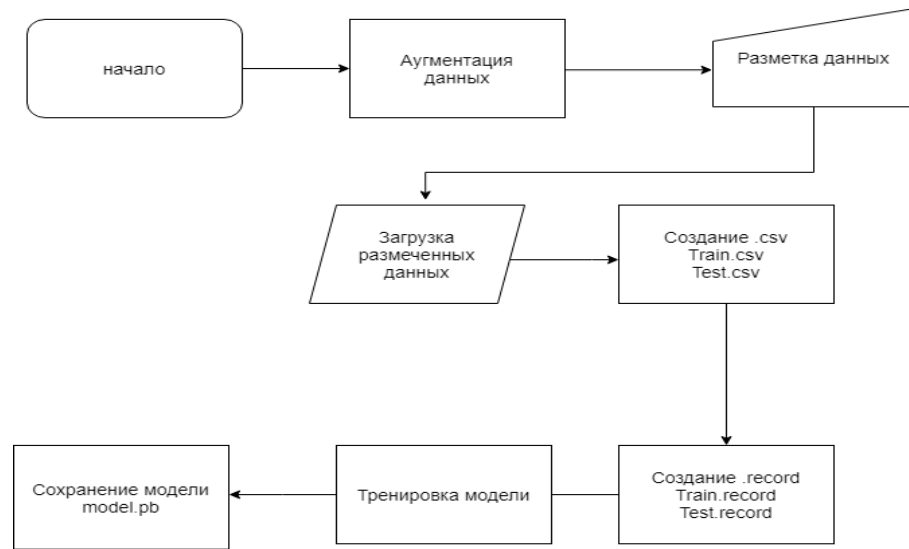 начало
Аугментация
данных
Разметка данных
Загрузка
размеченных
данных
Создание .csv
Train.csv
Test.csv
Создание .record
Train.record
Test.record
Тренировка модели
Сохранение модели
model.pb